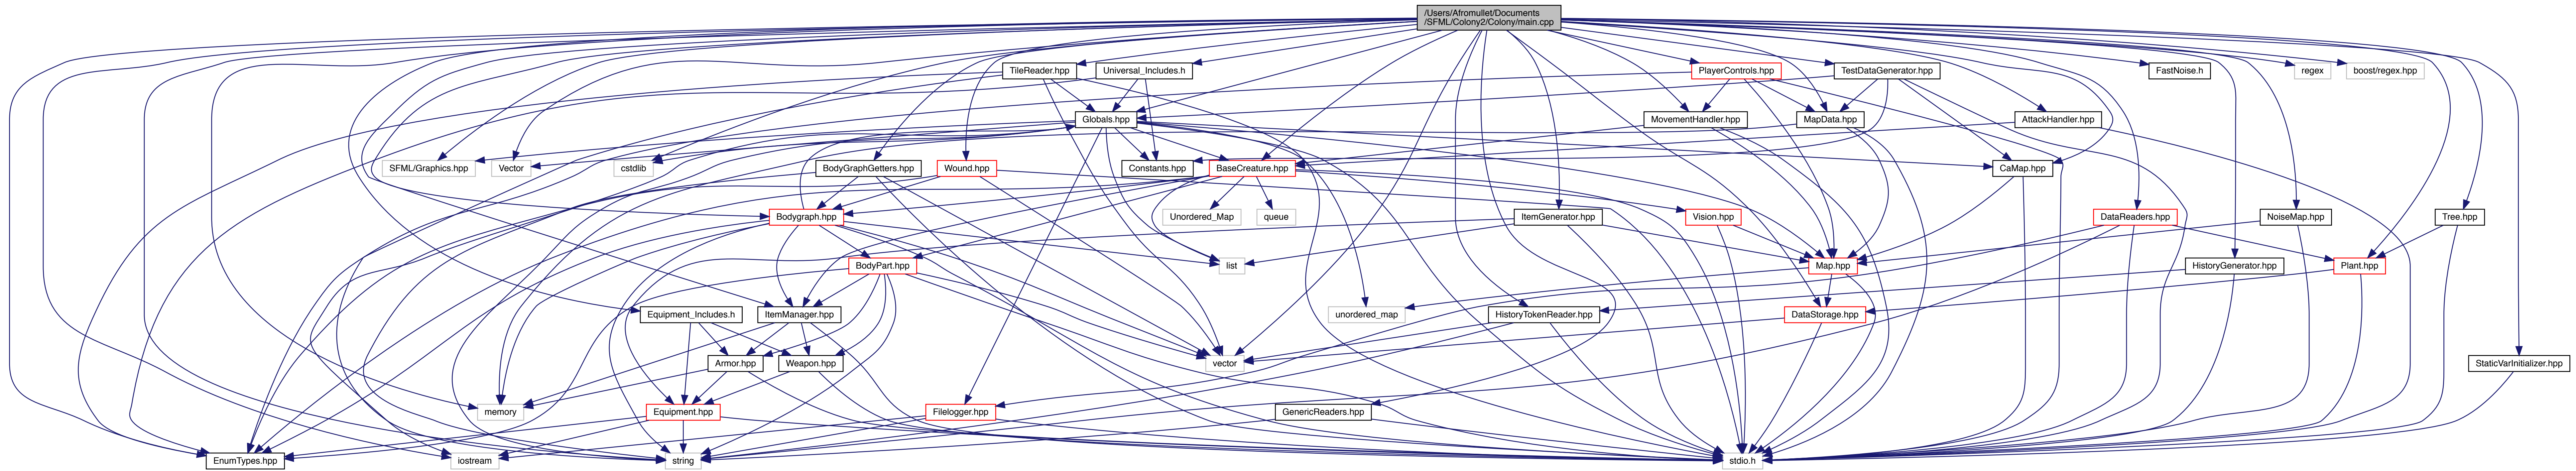 /Users/Afromullet/Documents
/SFML/Colony2/Colony/main.cpp
TileReader.hpp
Universal_Includes.h
PlayerControls.hpp
TestDataGenerator.hpp
FastNoise.h
regex
boost/regex.hpp
Globals.hpp
MovementHandler.hpp
MapData.hpp
AttackHandler.hpp
SFML/Graphics.hpp
Vector
cstdlib
BodyGraphGetters.hpp
Wound.hpp
Constants.hpp
BaseCreature.hpp
CaMap.hpp
Bodygraph.hpp
Unordered_Map
queue
ItemGenerator.hpp
Vision.hpp
DataReaders.hpp
NoiseMap.hpp
Tree.hpp
BodyPart.hpp
list
Map.hpp
HistoryGenerator.hpp
Plant.hpp
Equipment_Includes.h
ItemManager.hpp
unordered_map
HistoryTokenReader.hpp
DataStorage.hpp
Armor.hpp
Weapon.hpp
vector
StaticVarInitializer.hpp
memory
Equipment.hpp
Filelogger.hpp
GenericReaders.hpp
EnumTypes.hpp
iostream
string
stdio.h